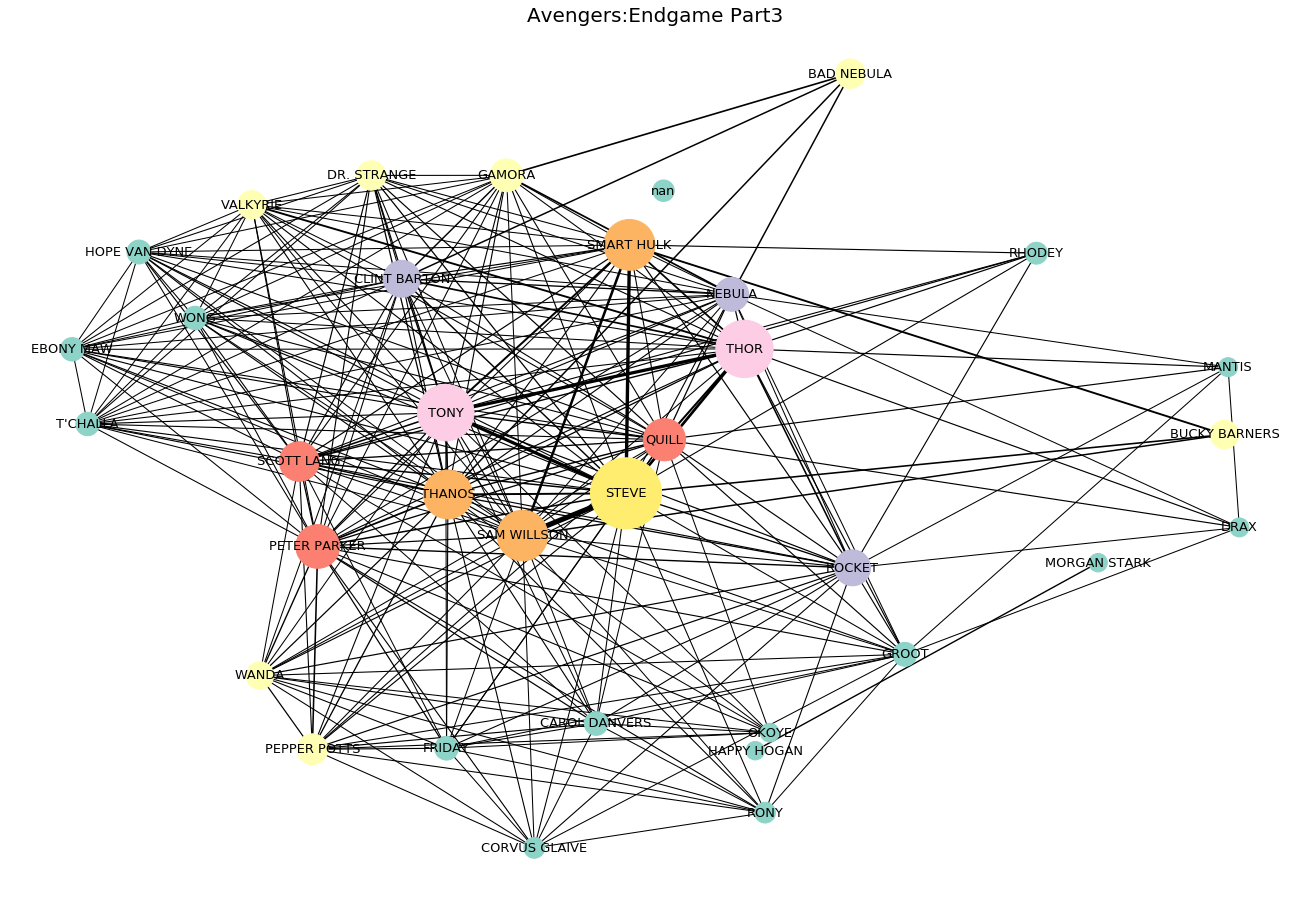 Avengers:Endgame Part3
BAD NEBULA
DR. STRANGE
GAMORA
nan
VALKYRIE
SMART HULK
HOPE VAN DYNE
RHODEY
CLINT BARTON
NEBULA
WONG
EBONY MAW
THOR
MANTIS
TONY
T'CHALLA
BUCKY BARNERS
QUILL
SCOTT LANG
THANOS
STEVE
SAM WILLSON
DRAX
PETER PARKER
MORGAN STARK
ROCKET
GROOT
WANDA
CAROL DANVERS
OKOYE
PEPPER POTTS
FRIDAY
HAPPY HOGAN
RONY
CORVUS GLAIVE